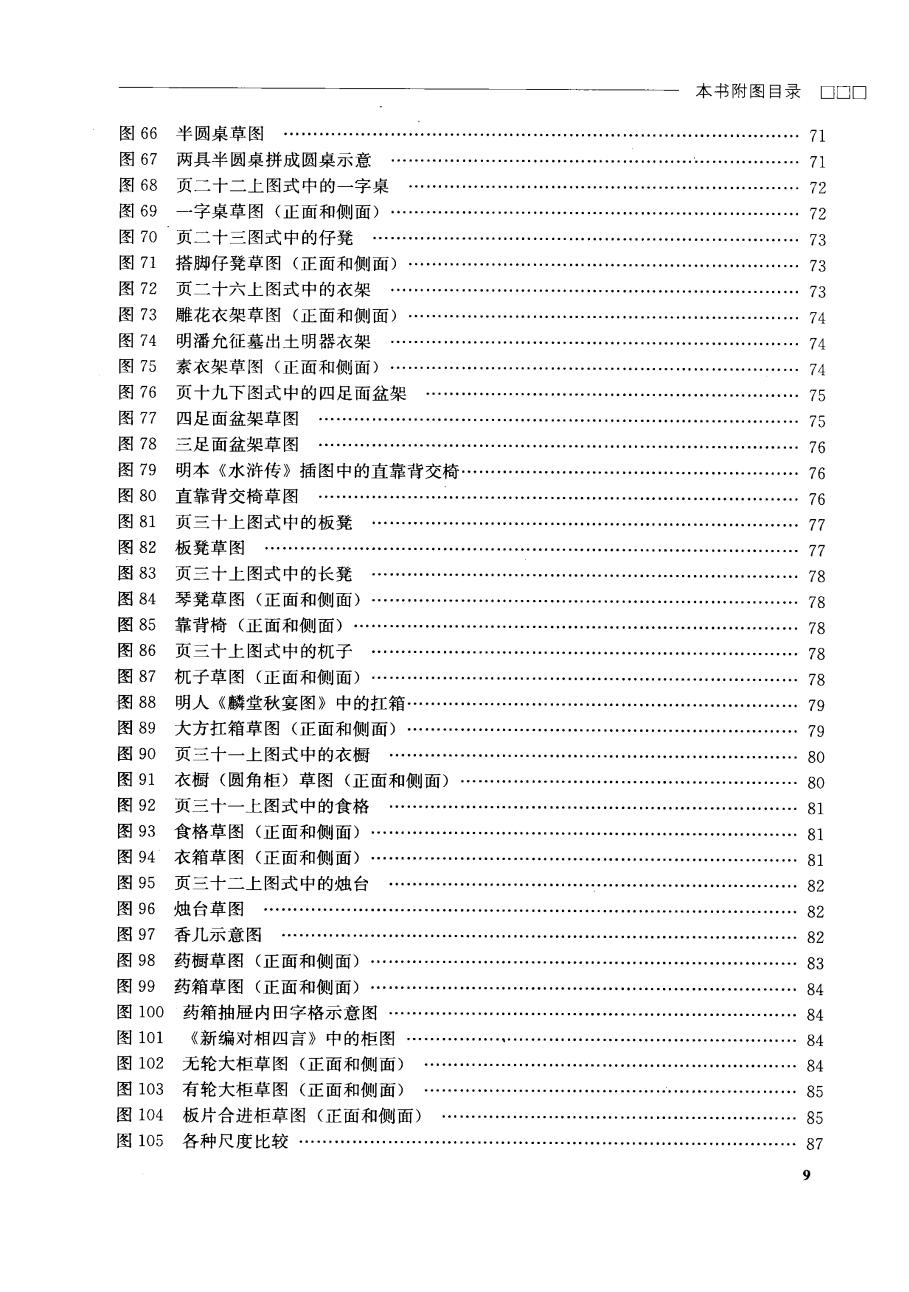 本书附图目录 □□□
图 66 半圆桌草图 …… 71
图 67 两具半圆桌拼成圆桌示意 …… 71
图 68 页二十二上图式中的一字桌 …… 72
图 69 一字桌草图（正面和侧面） …… 72
图 70 页二十三图式中的仔凳 …… 73
图 71 搭脚仔凳草图（正面和侧面） …… 73
图 72 页二十六上图式中的衣架 …… 73
图 73 雕花衣架草图（正面和侧面） …… 74
图 74 明潘允征墓出土明器衣架 …… 74
图 75 素衣架草图（正面和侧面） …… 74
图 76 页十九下图式中的四足面盆架 …… 75
图 77 四足面盆架草图 …… 75
图 78 三足面盆架草图 …… 76
图 79 明本《水浒传》插图中的直靠背交椅 …… 76
图 80 直靠背交椅草图 …… 76
图 81 页三十上图式中的板凳 …… 77
图 82 板凳草图 …… 77
图 83 页三十上图式中的长凳 …… 78
图 84 琴凳草图（正面和侧面） …… 78
图 85 靠背椅（正面和侧面） …… 78
图 86 页三十上图式中的杌子 …… 78
图 87 杌子草图（正面和侧面） …… 78
图 88 明人《麟堂秋宴图》中的扛箱 …… 79
图 89 大方扛箱草图（正面和侧面） …… 79
图 90 页三十一上图式中的衣橱 …… 80
图 91 衣橱（圆角柜）草图（正面和侧面） …… 80
图 92 页三十一上图式中的食格 …… 81
图 93 食格草图（正面和侧面） …… 81
图 94 衣箱草图（正面和侧面） …… 81
图 95 页三十二上图式中的烛台 …… 82
图 96 烛台草图 …… 82
图 97 香几示意图 …… 82
图 98 药橱草图（正面和侧面） …… 83
图 99 药箱草图（正面和侧面） …… 84
图 100 药箱抽屉内田字格示意图 …… 84
图 101 《新编对相四言》中的柜图 …… 84
图 102 无轮大柜草图（正面和侧面） …… 84
图 103 有轮大柜草图（正面和侧面） …… 85
图 104 板片合进柜草图（正面和侧面） …… 85
图 105 各种尺度比较 …… 87
9